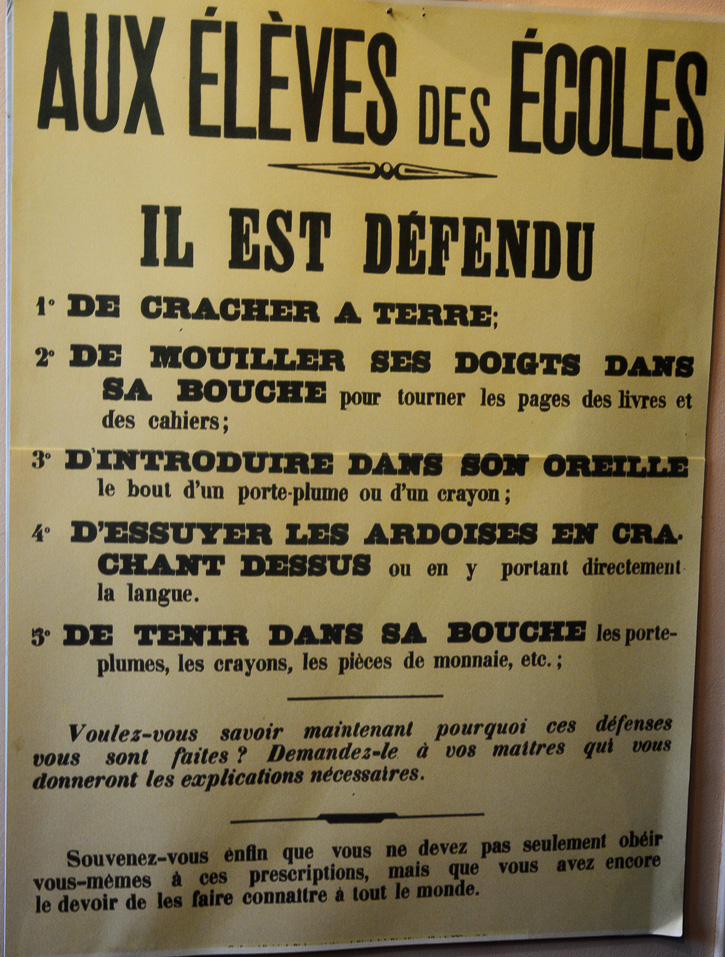 AUX ÉLÈVES DES ÉCOLES
IL EST DÉFENDU
1° DE CRACHER A TERRE;
2° DE MOUILLER SES DOIGTS DANS
SA BOUCHE pour tourner les pages des livres et
des cahiers;
3° D'INTRODUIRE DANS SON OREILLE
le bout d'un porte-plume ou d'un crayon;
4° D'ESSUYER LES ARDOISES EN CRA-
CHANT DESSUS ou en y portant directement
la langue.
5° DE TENIR DANS SA BOUCHE les porte-
plumes, les crayons, les pièces de monnaie, etc.;
Voulez-vous savoir maintenant pourquoi ces défenses
vous sont faites? Demandez-le à vos maîtres qui vous
donneront les explications nécessaires.
Souvenez-vous enfin que vous ne devez pas seulement obéir
vous-mêmes à ces prescriptions, mais que vous avez encore
le devoir de les faire connaître à tout le monde.